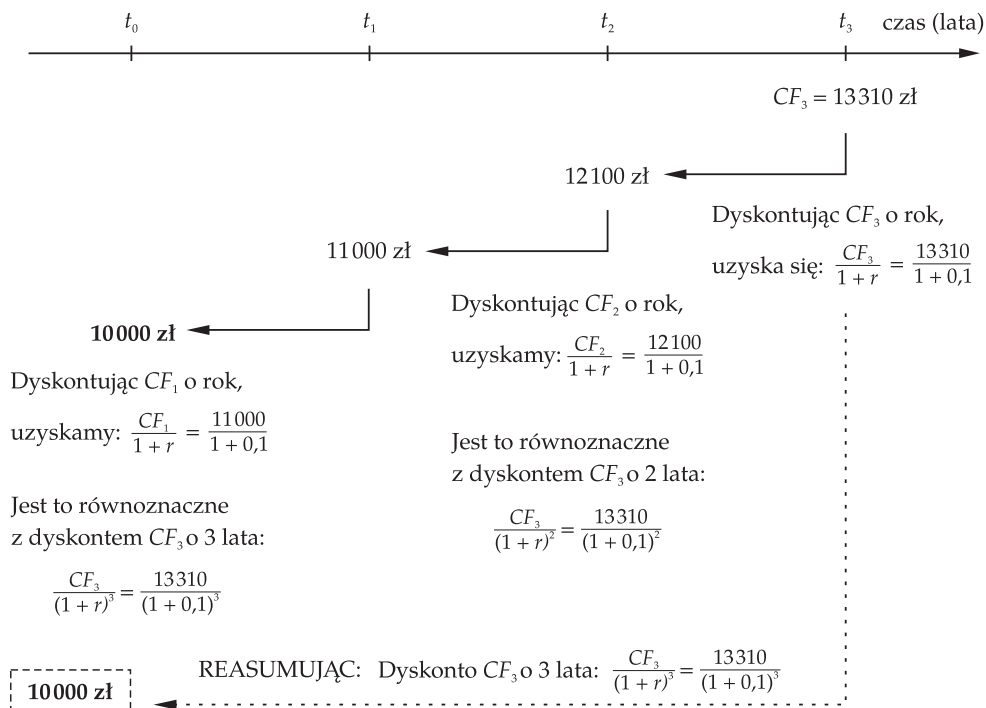 t₀ t₁ t₂ t₃ czas (lata)
CF₃ = 13310 zł
12100 zł
Dyskontując CF₃ o rok,
uzyska się: CF₃/(1 + r) = 13310/(1 + 0,1)
11000 zł
Dyskontując CF₂ o rok,
uzyskamy: CF₂/(1 + r) = 12100/(1 + 0,1)
Jest to równoznaczne
z dyskontem CF₃ o 2 lata:
CF₃/(1 + r)² = 13310/(1 + 0,1)²
10000 zł
Dyskontując CF₁ o rok,
uzyskamy: CF₁/(1 + r) = 11000/(1 + 0,1)
Jest to równoznaczne
z dyskontem CF₃ o 3 lata:
CF₃/(1 + r)³ = 13310/(1 + 0,1)³
REASUMUJĄC: Dyskonto CF₃ o 3 lata: CF₃/(1 + r)³ = 13310/(1 + 0,1)³
10000 zł